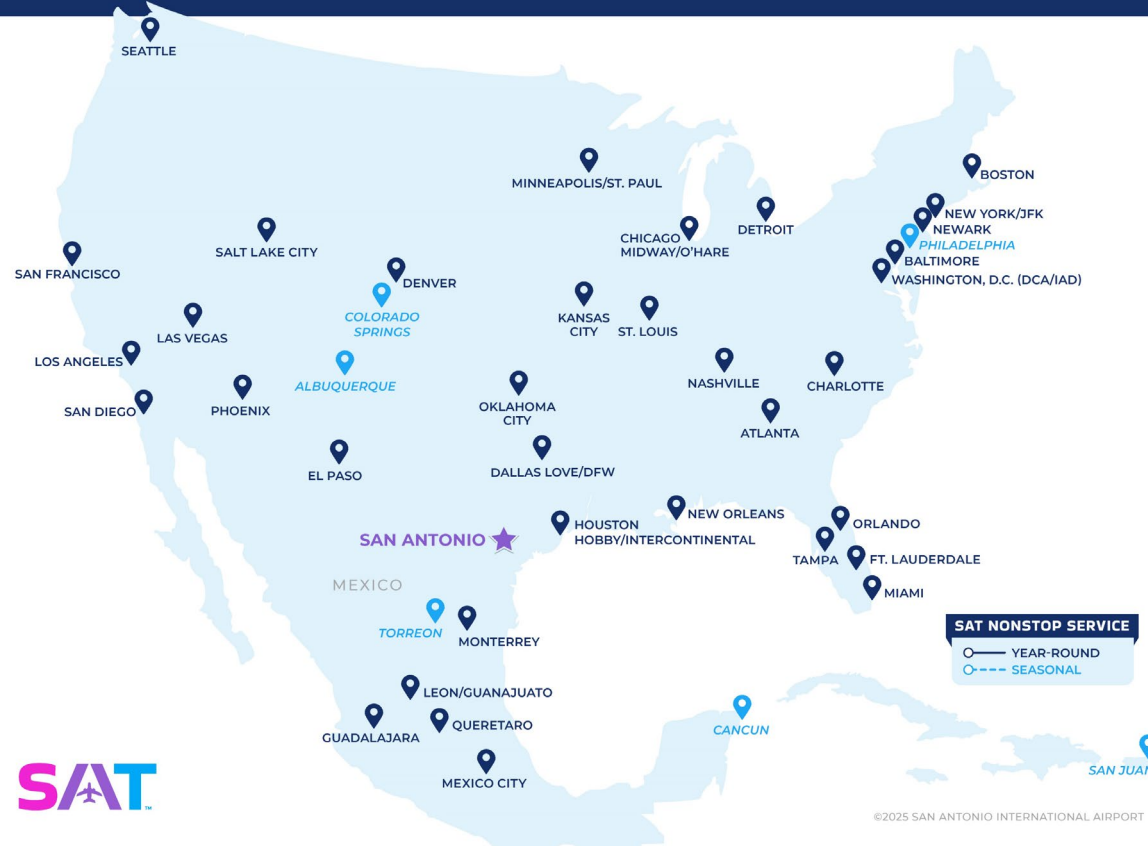 SEATTLE
MINNEAPOLIS/ST. PAUL
BOSTON
NEW YORK/JFK
NEWARK
PHILADELPHIA
BALTIMORE
WASHINGTON, D.C. (DCA/IAD)
DETROIT
CHICAGO
MIDWAY/O'HARE
SALT LAKE CITY
SAN FRANCISCO
DENVER
COLORADO
SPRINGS
KANSAS
CITY
ST. LOUIS
LAS VEGAS
LOS ANGELES
ALBUQUERQUE
NASHVILLE
CHARLOTTE
SAN DIEGO
PHOENIX
OKLAHOMA
CITY
ATLANTA
EL PASO
DALLAS LOVE/DFW
NEW ORLEANS
HOUSTON
HOBBY/INTERCONTINENTAL
ORLANDO
SAN ANTONIO
TAMPA
FT. LAUDERDALE
MEXICO
MIAMI
TORREON
MONTERREY
SAT NONSTOP SERVICE
YEAR-ROUND
SEASONAL
LEON/GUANAJUATO
QUERETARO
GUADALAJARA
CANCUN
MEXICO CITY
SAN JUAN
SAT™
©2025 SAN ANTONIO INTERNATIONAL AIRPORT